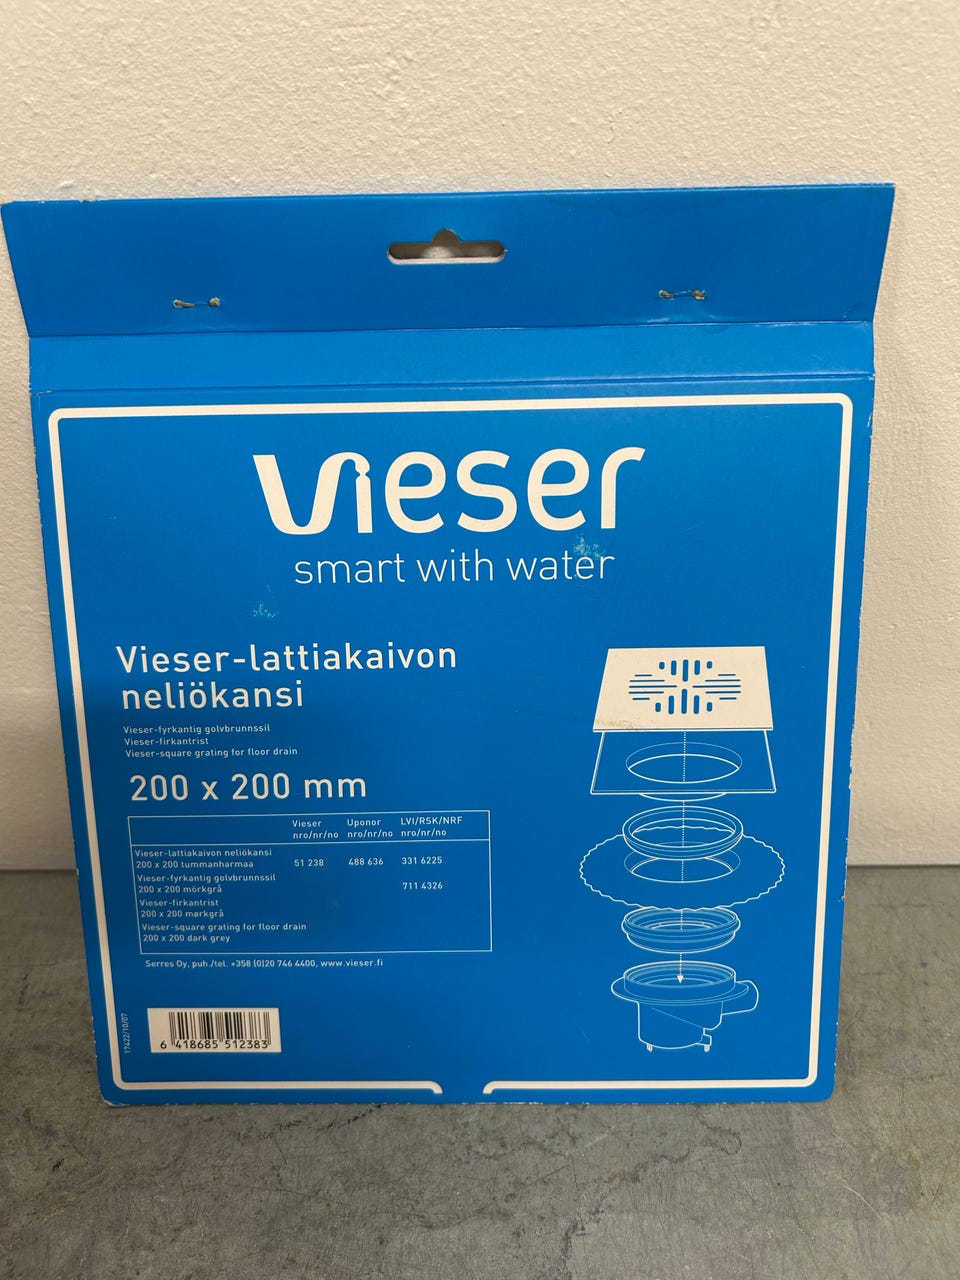 vieser
smart with water
Vieser-lattiakaivon
neliökansi
Vieser-fyrkantig golvbrunnssil
Vieser-firkantrist
Vieser-square grating for floor drain
200 x 200 mm
Vieser Uponor LVI/RSK/NRF
nro/nr/no nro/nr/no nro/nr/no
Vieser-lattiakaivon neliökansi
200 x 200 tummanharmaa 51 238 488 636 331 6225
Vieser-fyrkantig golvbrunnssil
200 x 200 mörkgrå 711 4326
Vieser-firkantrist
200 x 200 mørkgrå
Vieser-square grating for floor drain
200 x 200 dark grey
Serres Oy, puh./tel. +358 (0)20 746 4400, www.vieser.fi
17422/10/07
6 418685 512383